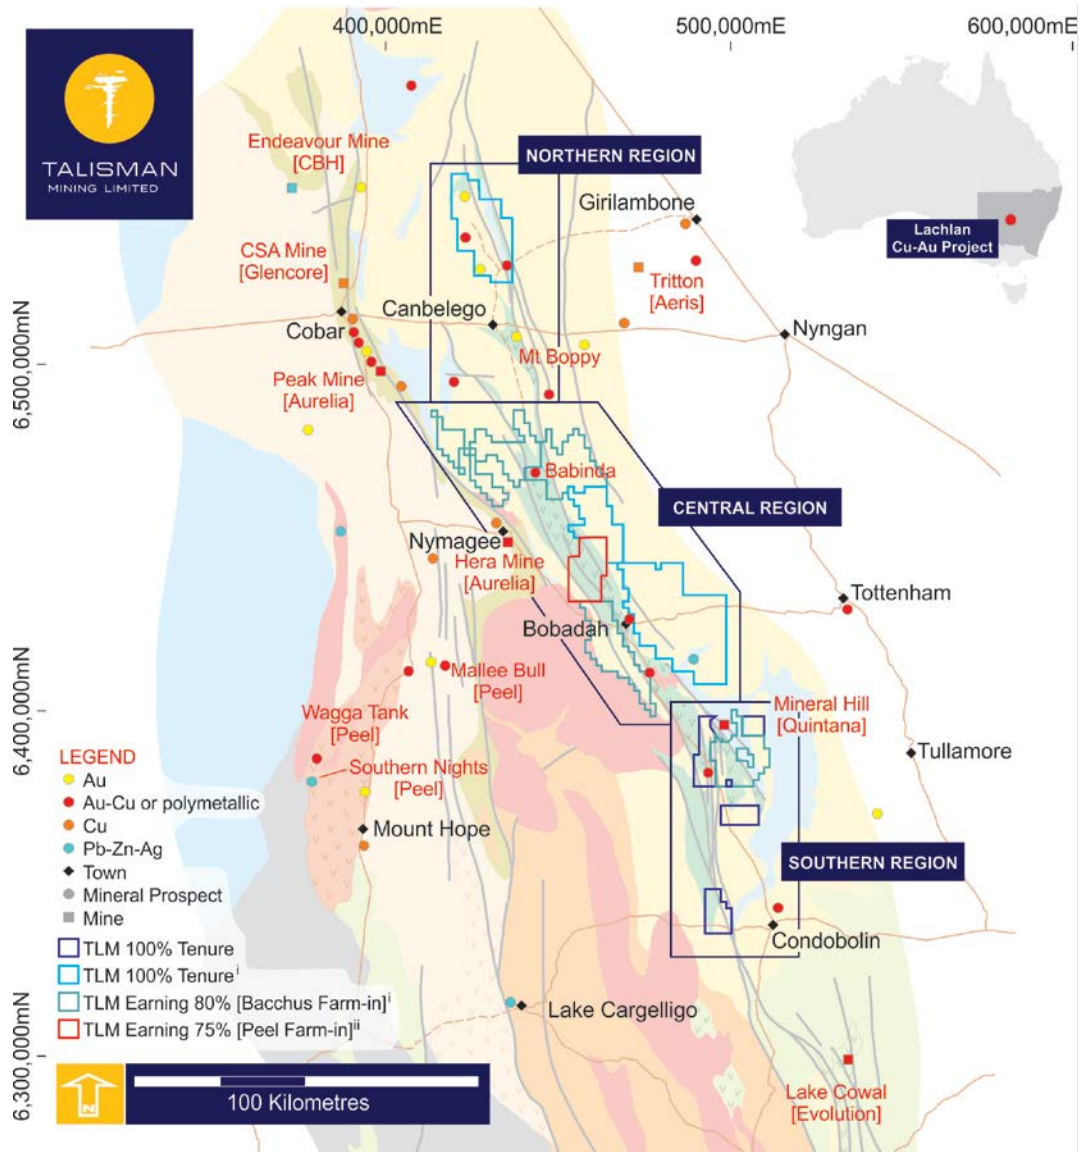 400,000mE
500,000mE
600,000mE
TALISMAN
MINING LIMITED
Endeavour Mine
[CBH]
NORTHERN REGION
Girilambone
Lachlan
Cu-Au Project
CSA Mine
[Glencore]
Tritton
[Aeris]
Canbelego
Cobar
Nyngan
Mt Boppy
6,500,000mN
Peak Mine
[Aurelia]
Babinda
CENTRAL REGION
Nymagee
Hera Mine
[Aurelia]
Tottenham
Bobadah
Mallee Bull
[Peel]
6,400,000mN
Wagga Tank
[Peel]
Mineral Hill
[Quintana]
Tullamore
Southern Nights
[Peel]
Mount Hope
SOUTHERN REGION
Condobolin
LEGEND
Au
Au-Cu or polymetallic
Cu
Pb-Zn-Ag
Town
Mineral Prospect
Mine
TLM 100% Tenure
TLM 100% Tenure i
TLM Earning 80% [Bacchus Farm-in] i
TLM Earning 75% [Peel Farm-in] ii
Lake Cargelligo
6,300,000mN
N
100 Kilometres
Lake Cowal
[Evolution]